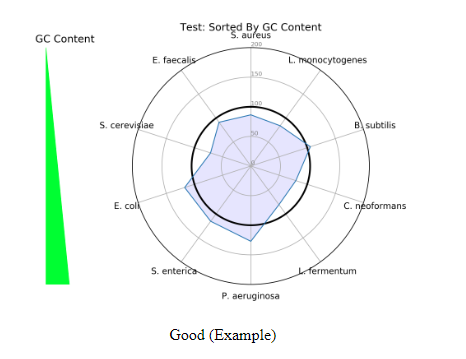 Test: Sorted By GC Content
GC Content
S. aureus
E. faecalis
L. monocytogenes
S. cerevisiae
B. subtilis
E. coli
C. neoformans
S. enterica
L. fermentum
P. aeruginosa
200
150
100
50
0
Good (Example)